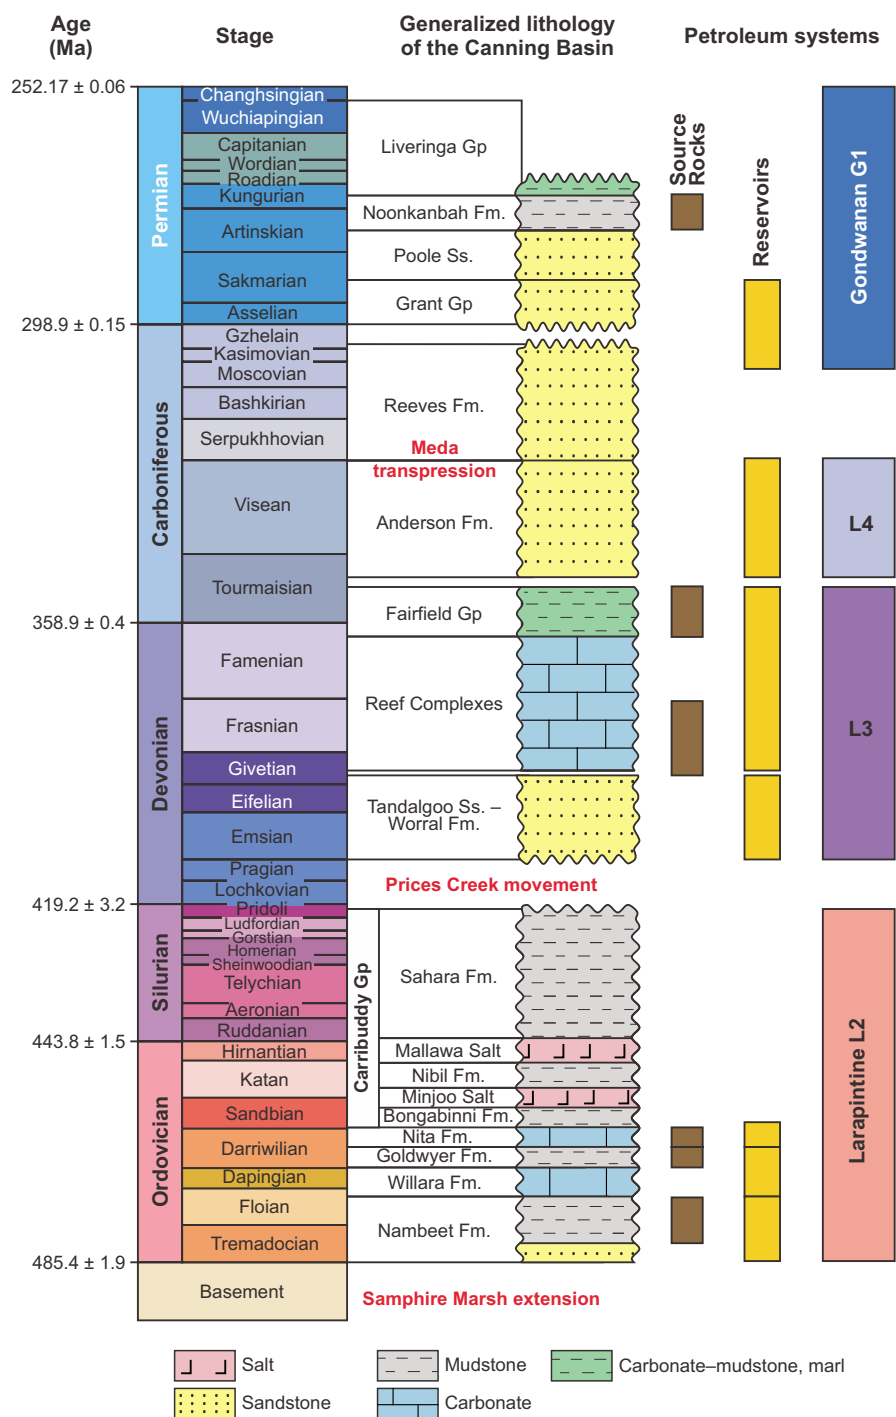 Age
(Ma)
Stage
Generalized lithology
of the Canning Basin
Petroleum systems
Source
Rocks
Reservoirs
252.17 ± 0.06
298.9 ± 0.15
358.9 ± 0.4
419.2 ± 3.2
443.8 ± 1.5
485.4 ± 1.9
Permian
Carboniferous
Devonian
Silurian
Ordovician
Changhsingian
Wuchiapingian
Capitanian
Wordian
Roadian
Kungurian
Artinskian
Sakmarian
Asselian
Gzhelain
Kasimovian
Moscovian
Bashkirian
Serpukhhovian
Visean
Tourmaisian
Famenian
Frasnian
Givetian
Eifelian
Emsian
Pragian
Lochkovian
Pridoli
Ludfordian
Gorstian
Homerian
Sheinwoodian
Telychian
Aeronian
Ruddanian
Hirnantian
Katan
Sandbian
Darriwilian
Dapingian
Floian
Tremadocian
Basement
Liveringa Gp
Noonkanbah Fm.
Poole Ss.
Grant Gp
Reeves Fm.
Meda
transpression
Anderson Fm.
Fairfield Gp
Reef Complexes
Tandalgoo Ss. –
Worral Fm.
Prices Creek movement
Carribuddy Gp
Sahara Fm.
Mallawa Salt
Nibil Fm.
Minjoo Salt
Bongabinni Fm.
Nita Fm.
Goldwyer Fm.
Willara Fm.
Nambeet Fm.
Samphire Marsh extension
Gondwanan G1
L4
L3
Larapintine L2
Salt
Mudstone
Carbonate–mudstone, marl
Sandstone
Carbonate